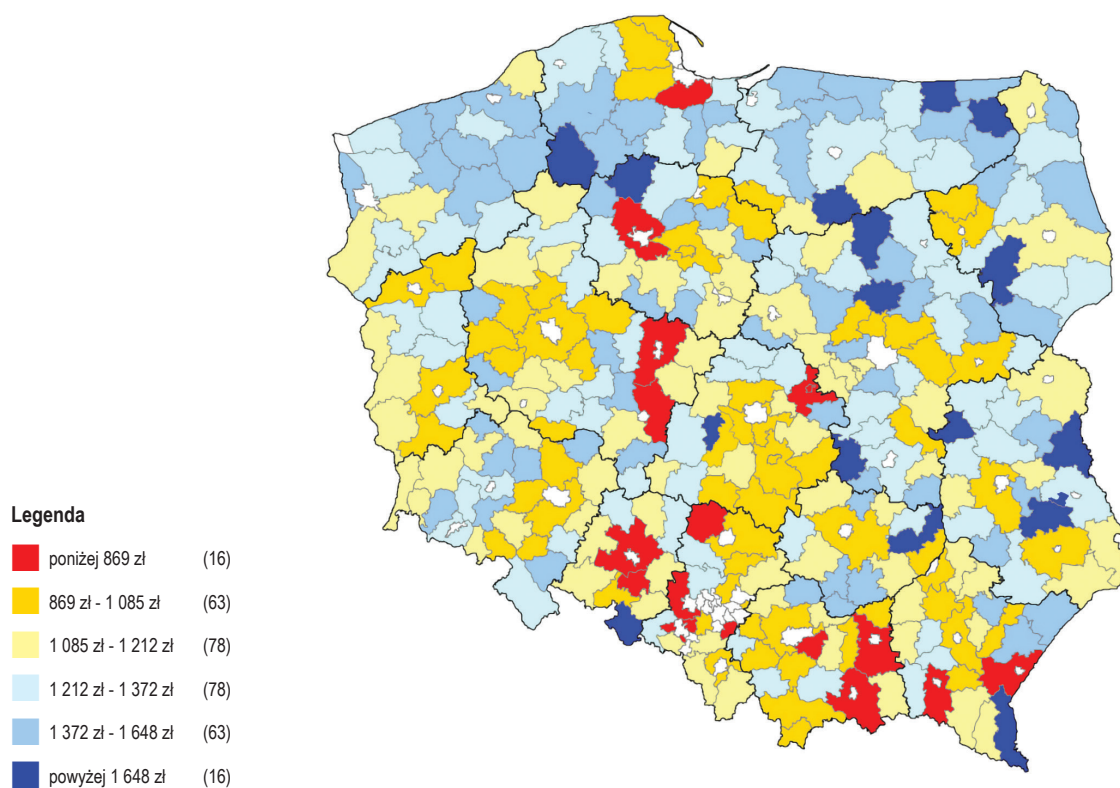 Legenda
poniżej 869 zł (16)
869 zł - 1 085 zł (63)
1 085 zł - 1 212 zł (78)
1 212 zł - 1 372 zł (78)
1 372 zł - 1 648 zł (63)
powyżej 1 648 zł (16)